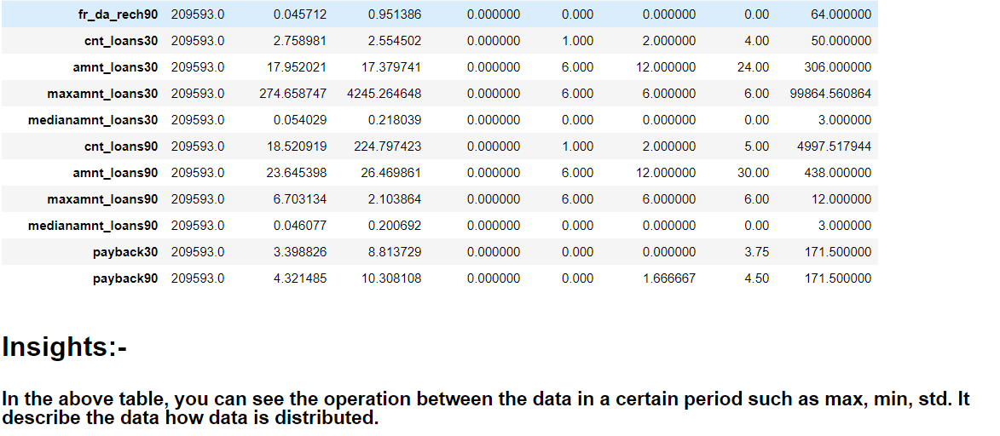 fr_da_rech90 209593.0 0.045712 0.951386 0.000000 0.000 0.000000 0.00 64.000000
cnt_loans30 209593.0 2.758981 2.554502 0.000000 1.000 2.000000 4.00 50.000000
amnt_loans30 209593.0 17.952021 17.379741 0.000000 6.000 12.000000 24.00 306.000000
maxamnt_loans30 209593.0 274.658747 4245.264648 0.000000 6.000 6.000000 6.00 99864.560864
medianamnt_loans30 209593.0 0.054029 0.218039 0.000000 0.000 0.000000 0.00 3.000000
cnt_loans90 209593.0 18.520919 224.797423 0.000000 1.000 2.000000 5.00 4997.517944
amnt_loans90 209593.0 23.645398 26.469861 0.000000 6.000 12.000000 30.00 438.000000
maxamnt_loans90 209593.0 6.703134 2.103864 0.000000 6.000 6.000000 6.00 12.000000
medianamnt_loans90 209593.0 0.046077 0.200692 0.000000 0.000 0.000000 0.00 3.000000
payback30 209593.0 3.398826 8.813729 0.000000 0.000 0.000000 3.75 171.500000
payback90 209593.0 4.321485 10.308108 0.000000 0.000 1.666667 4.50 171.500000
Insights:-
In the above table, you can see the operation between the data in a certain period such as max, min, std. It
describe the data how data is distributed.